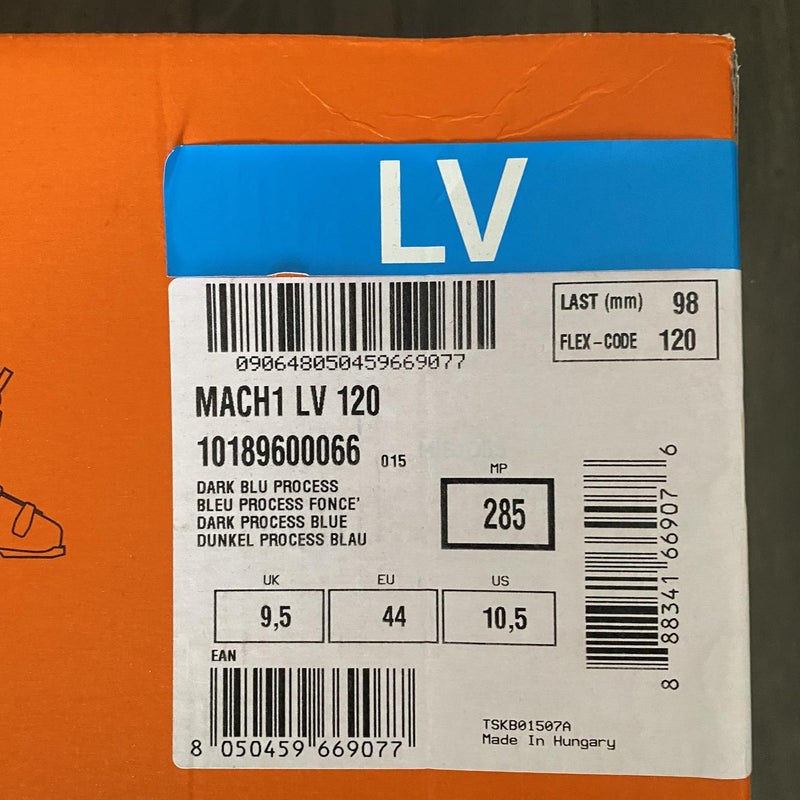 LV
LAST (mm) 98
FLEX-CODE 120
090648050459669077
MACH1 LV 120
10189600066 015
DARK BLU PROCESS
BLEU PROCESS FONCE'
DARK PROCESS BLUE
DUNKEL PROCESS BLAU
MP
285
UK EU US
9,5 44 10,5
EAN
8 050459 669077
8 88341 66907 6
TSKB01507A
Made In Hungary